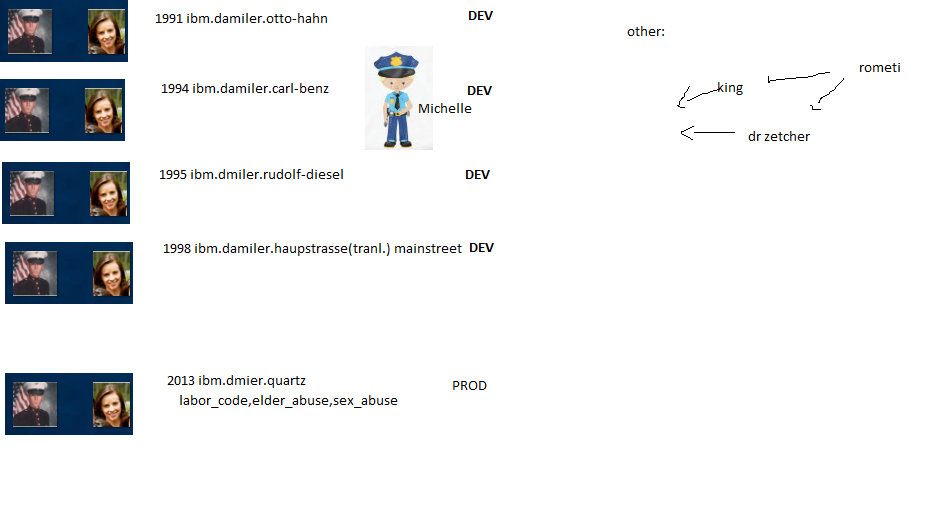 1991 ibm.damiler.otto-hahn DEV
other:
rometi
1994 ibm.damiler.carl-benz DEV
king
Michelle
dr zetcher
1995 ibm.dmiler.rudolf-diesel DEV
1998 ibm.damiler.haupstrasse(tranl.) mainstreet DEV
2013 ibm.dmier.quartz PROD
labor_code,elder_abuse,sex_abuse